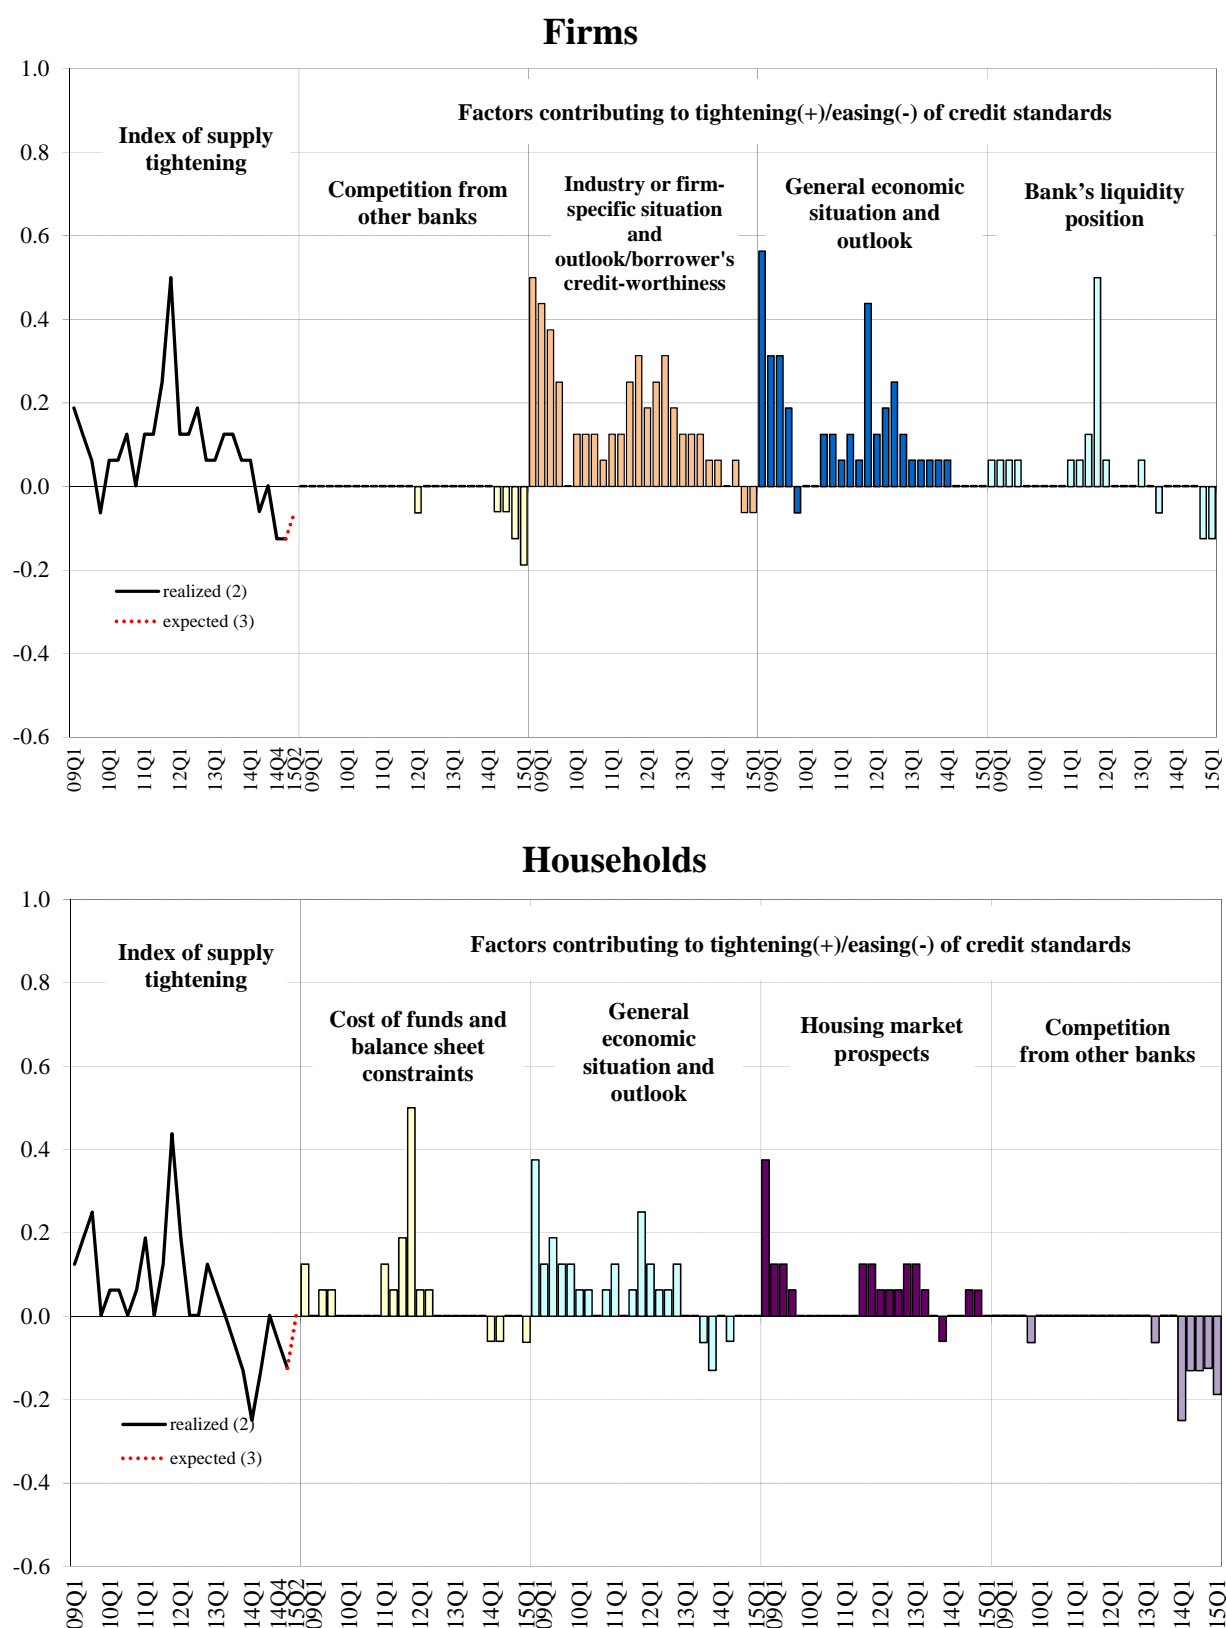 Firms
1.0
0.8
0.6
0.4
0.2
0.0
-0.2
-0.4
-0.6
Index of supply
tightening
Factors contributing to tightening(+)/easing(-) of credit standards
Competition from
other banks
Industry or firm-
specific situation
and
outlook/borrower's
credit-worthiness
General economic
situation and
outlook
Bank’s liquidity
position
realized (2)
expected (3)
09Q1
10Q1
11Q1
12Q1
13Q1
14Q1
14Q4
15Q2
09Q1
10Q1
11Q1
12Q1
13Q1
14Q1
15Q1
09Q1
10Q1
11Q1
12Q1
13Q1
14Q1
15Q1
09Q1
10Q1
11Q1
12Q1
13Q1
14Q1
15Q1
09Q1
10Q1
11Q1
12Q1
13Q1
14Q1
15Q1
Households
1.0
0.8
0.6
0.4
0.2
0.0
-0.2
-0.4
-0.6
Index of supply
tightening
Factors contributing to tightening(+)/easing(-) of credit standards
Cost of funds and
balance sheet
constraints
General
economic
situation and
outlook
Housing market
prospects
Competition
from other banks
realized (2)
expected (3)
09Q1
10Q1
11Q1
12Q1
13Q1
14Q1
14Q4
15Q2
09Q1
10Q1
11Q1
12Q1
13Q1
14Q1
15Q1
09Q1
10Q1
11Q1
12Q1
13Q1
14Q1
15Q1
09Q1
10Q1
11Q1
12Q1
13Q1
14Q1
15Q1
09Q1
10Q1
11Q1
12Q1
13Q1
14Q1
15Q1